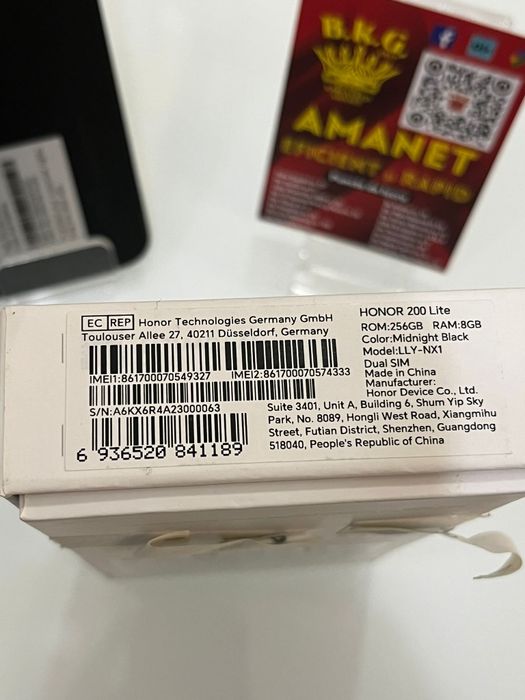 B.K.G
AMANET
EFICIENT și RAPID
EC REP Honor Technologies Germany GmbH
Toulouser Allee 27, 40211 Düsseldorf, Germany
IMEI1:861700070549327 IMEI2:861700070574333
S/N:A6KX6R4A23000063
6 936520 841189
HONOR 200 Lite
ROM:256GB RAM:8GB
Color:Midnight Black
Model:LLY-NX1
Dual SIM
Made in China
Manufacturer:
Honor Device Co., Ltd.
Suite 3401, Unit A, Building 6, Shum Yip Sky
Park, No. 8089, Hongli West Road, Xiangmihu
Street, Futian District, Shenzhen, Guangdong
518040, People's Republic of China